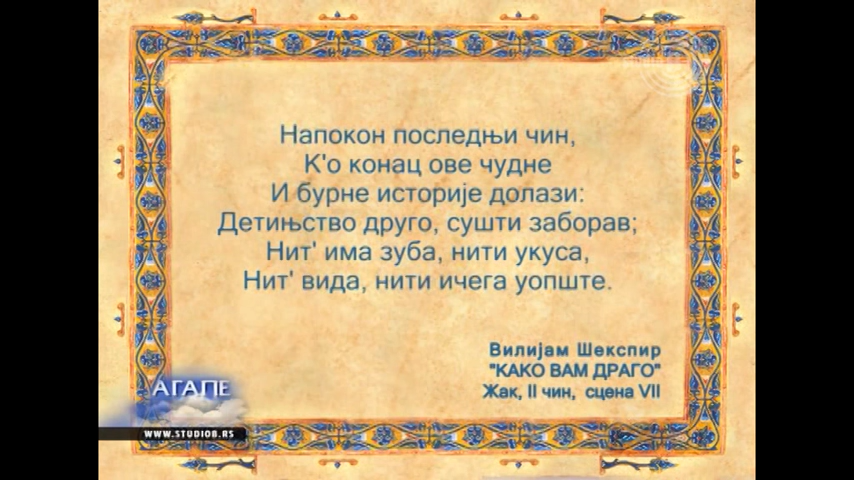 Напокон последњи чин,
К'о конац ове чудне
И бурне историје долази:
Детињство друго, сушти заборав;
Нит' има зуба, нити укуса,
Нит' вида, нити ичега уопште.
Вилијам Шекспир
"КАКО ВАМ ДРАГО"
Жак, II чин, сцена VII
АГАПЕ
WWW.STUDIOB.RS